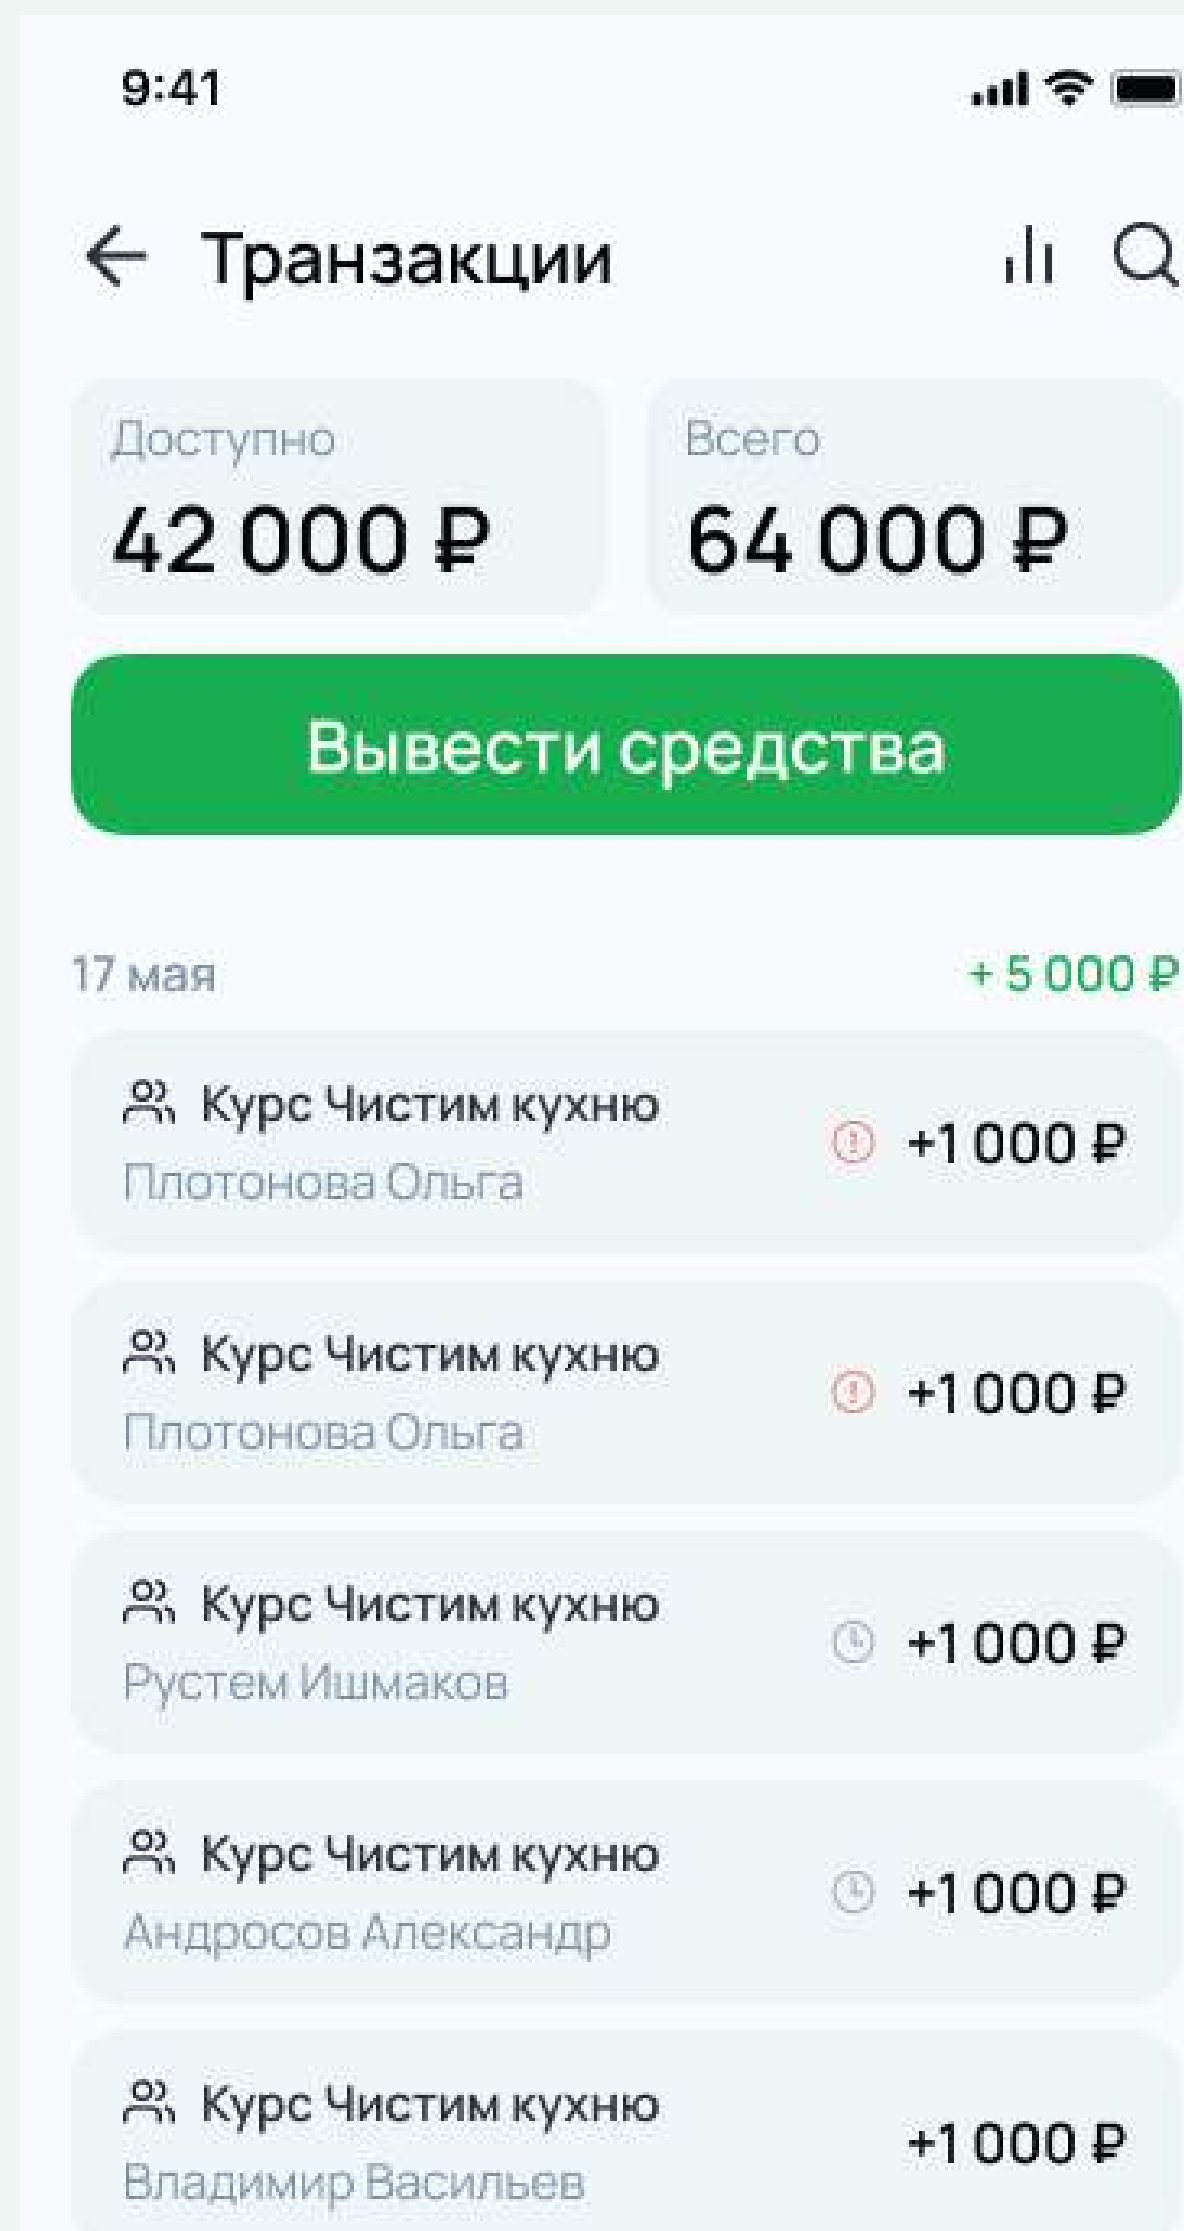 9:41
Транзакции
Доступно
Всего
42 000 ₽
64 000 ₽
Вывести средства
17 мая
+ 5 000 ₽
Курс Чистим кухню
+1 000 ₽
Плотонова Ольга
Курс Чистим кухню
+1 000 ₽
Плотонова Ольга
Курс Чистим кухню
+1 000 ₽
Рустем Ишмаков
Курс Чистим кухню
+1 000 ₽
Андросов Александр
Курс Чистим кухню
+1 000 ₽
Владимир Васильев